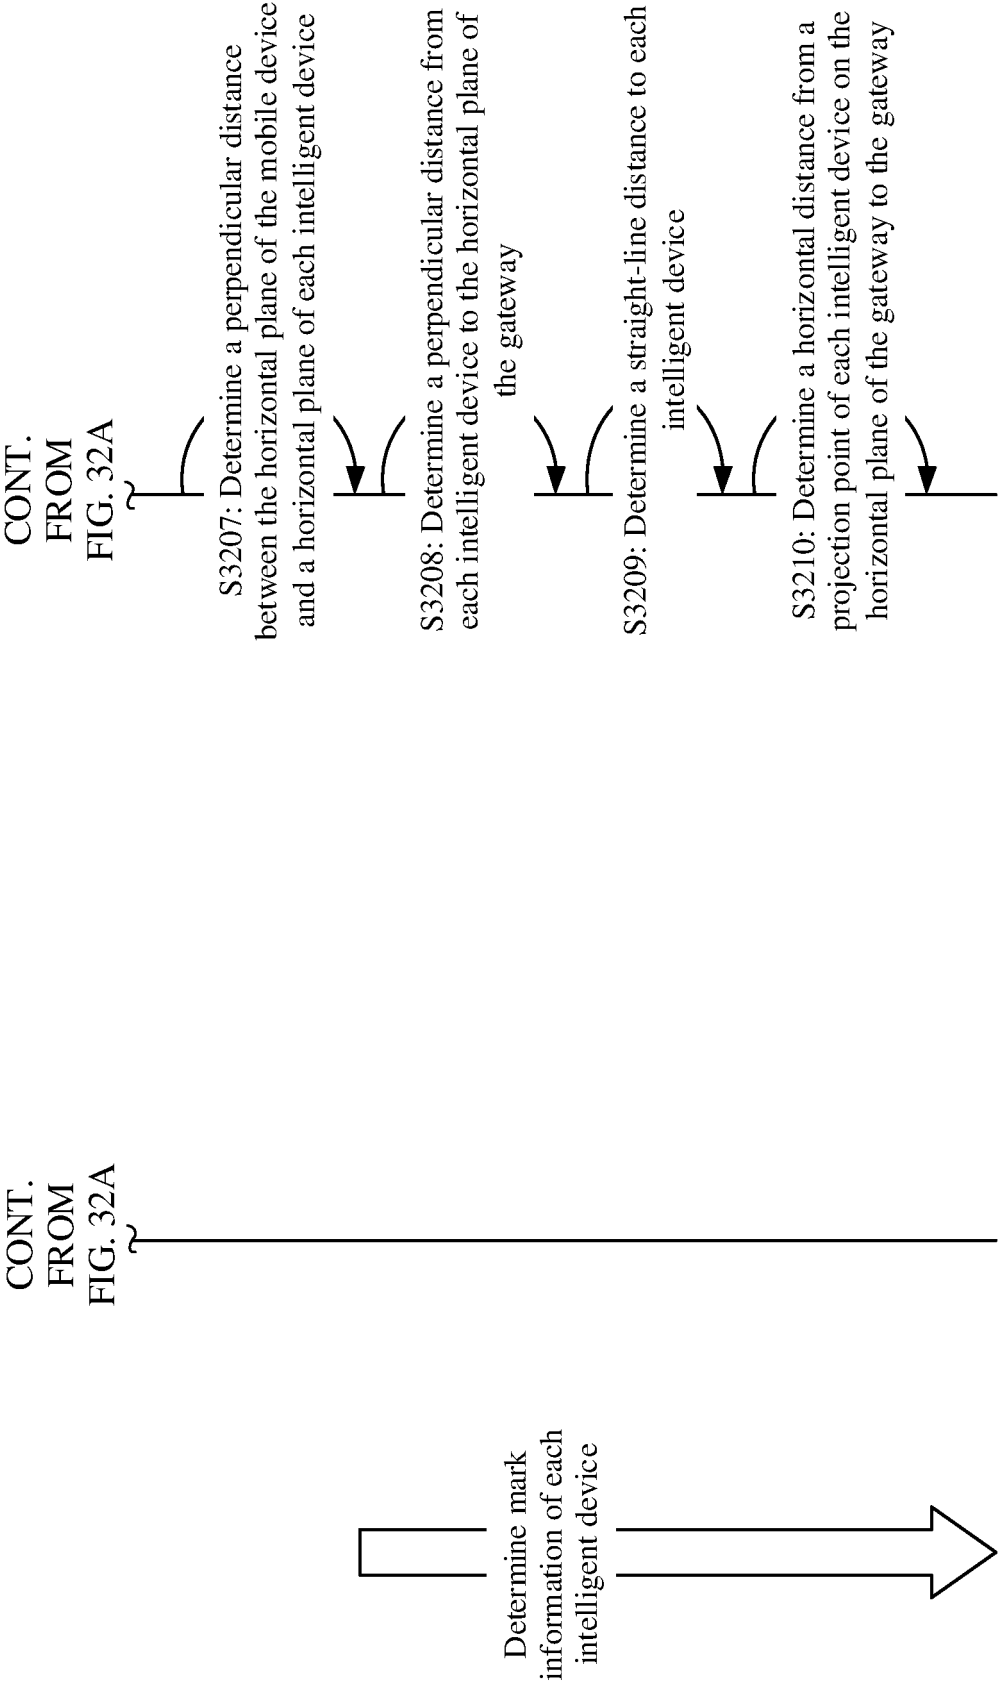 CONT.
FROM
FIG. 32A
CONT.
FROM
FIG. 32A
Determine mark
information of each
intelligent device
S3207: Determine a perpendicular distance
between the horizontal plane of the mobile device
and a horizontal plane of each intelligent device
S3208: Determine a perpendicular distance from
each intelligent device to the horizontal plane of
the gateway
S3209: Determine a straight-line distance to each
intelligent device
S3210: Determine a horizontal distance from a
projection point of each intelligent device on the
horizontal plane of the gateway to the gateway